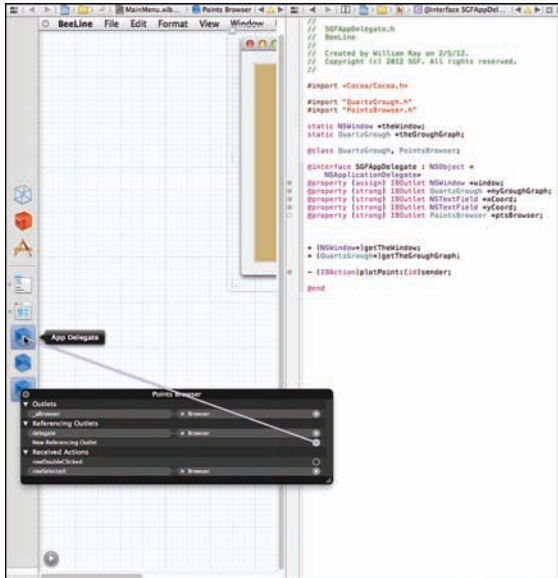 MainMenu.xib...
Points Browser
@interface SGFAppDel...
BeeLine File Edit Format View Window
//
// SGFAppDelegate.h
// BeeLine
//
// Created by William Ray on 2/5/12.
// Copyright (c) 2012 SGF. All rights reserved.
//
#import <Cocoa/Cocoa.h>
#import "QuartzGrough.h"
#import "PointsBrowser.h"
static NSWindow *theWindow;
static QuartzGrough *theGroughGraph;
@class QuartzGrough, PointsBrowser;
@interface SGFAppDelegate : NSObject <
NSApplicationDelegate>
@property (assign) IBOutlet NSWindow *window;
@property (strong) IBOutlet QuartzGrough *myGroughGraph;
@property (strong) IBOutlet NSTextField *xCoord;
@property (strong) IBOutlet NSTextField *yCoord;
@property (strong) IBOutlet PointsBrowser *ptsBrowser;
+ (NSWindow*)getTheWindow;
+ (QuartzGrough*)getTheGroughGraph;
- (IBAction)plotPoint:(id)sender;
@end
App Delegate
Points Browser
Outlets
_aBrowser Browser
Referencing Outlets
delegate Browser
New Referencing Outlet
Received Actions
rowDoubleClicked:
rowSelected: Browser